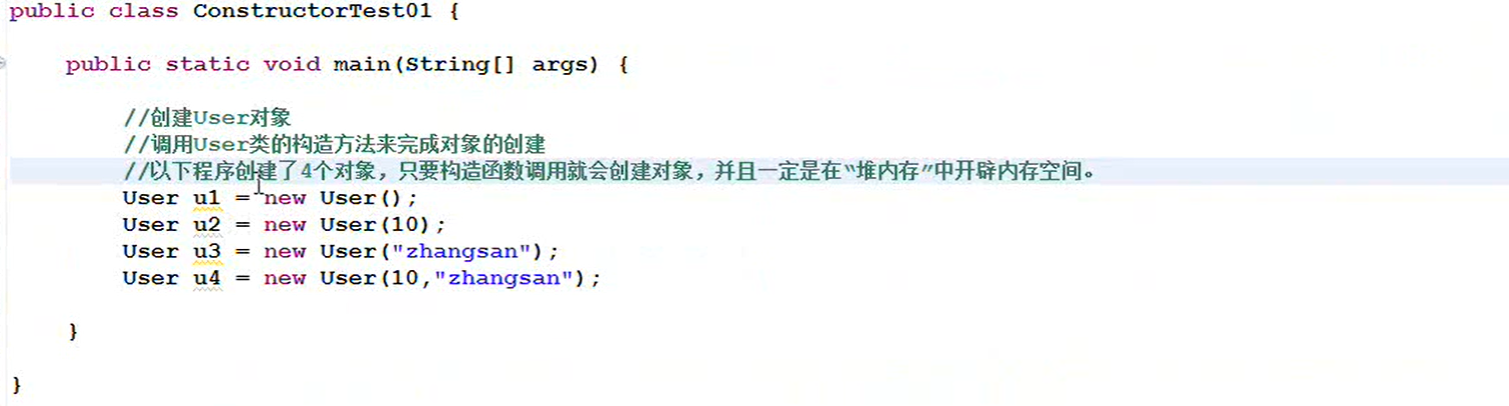 public class ConstructorTest01 {
public static void main(String[] args) {
//创建User对象
//调用User类的构造方法来完成对象的创建
//以下程序创建了4个对象，只要构造函数调用就会创建对象，并且一定是在“堆内存”中开辟内存空间。
User u1 = new User();
User u2 = new User(10);
User u3 = new User("zhangsan");
User u4 = new User(10,"zhangsan");
}
}